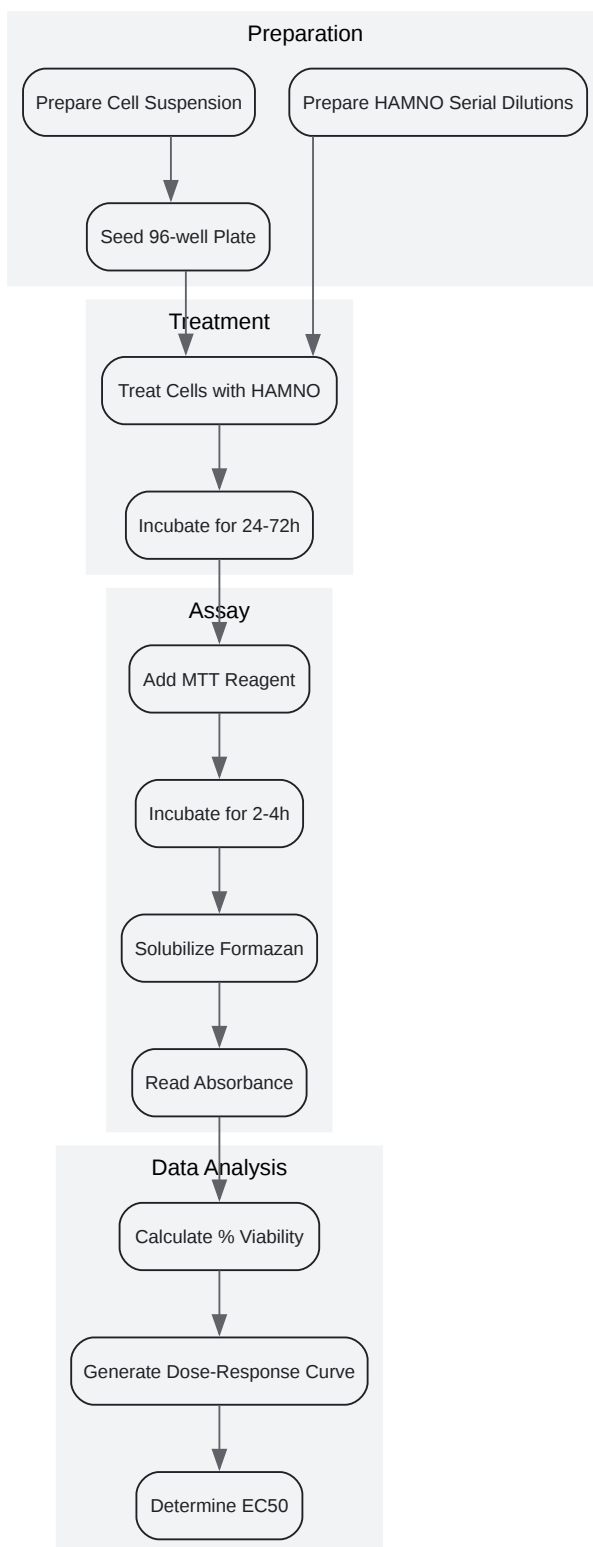 Preparation
Prepare Cell Suspension
Prepare HAMNO Serial Dilutions
Seed 96-well Plate
Treatment
Treat Cells with HAMNO
Incubate for 24-72h
Assay
Add MTT Reagent
Incubate for 2-4h
Solubilize Formazan
Read Absorbance
Data Analysis
Calculate % Viability
Generate Dose-Response Curve
Determine EC50